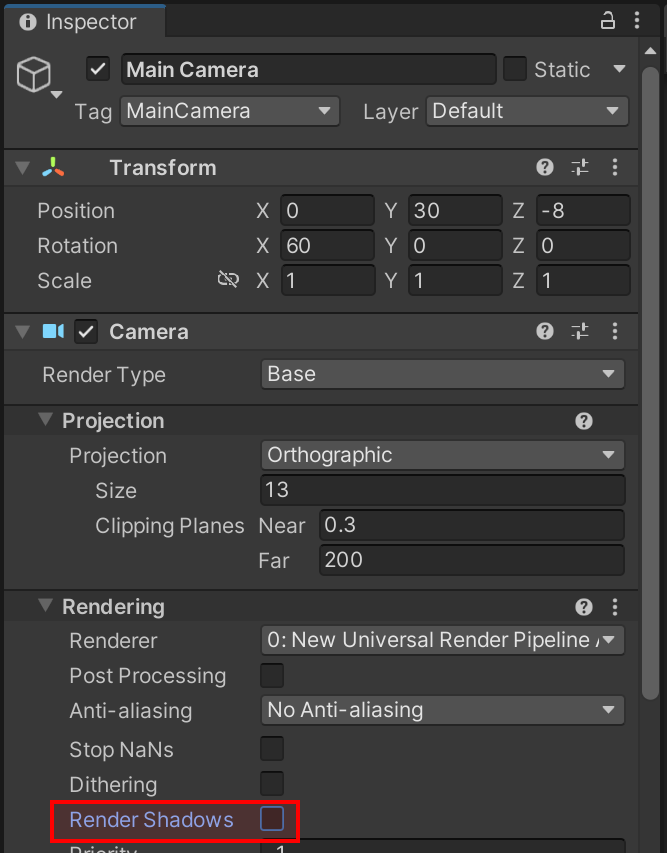 Inspector
Main Camera Static
Tag MainCamera Layer Default
Transform
Position X 0 Y 30 Z -8
Rotation X 60 Y 0 Z 0
Scale X 1 Y 1 Z 1
Camera
Render Type Base
Projection
Projection Orthographic
Size 13
Clipping Planes Near 0.3
Far 200
Rendering
Renderer 0: New Universal Render Pipeline A
Post Processing
Anti-aliasing No Anti-aliasing
Stop NaNs
Dithering
Render Shadows
Priority -1